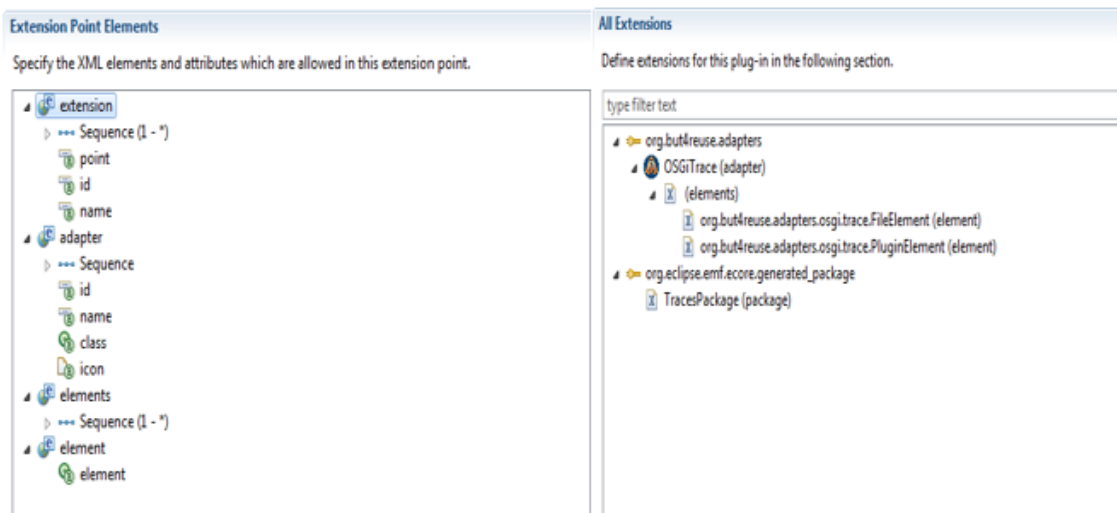 Extension Point Elements
Specify the XML elements and attributes which are allowed in this extension point.
extension
Sequence (1 - *)
point
id
name
adapter
Sequence
id
name
class
icon
elements
Sequence (1 - *)
element
element
All Extensions
Define extensions for this plug-in in the following section.
type filter text
org.but4reuse.adapters
OSGiTrace (adapter)
(elements)
org.but4reuse.adapters.osgi.trace.FileElement (element)
org.but4reuse.adapters.osgi.trace.PluginElement (element)
org.eclipse.emf.ecore.generated_package
TracesPackage (package)